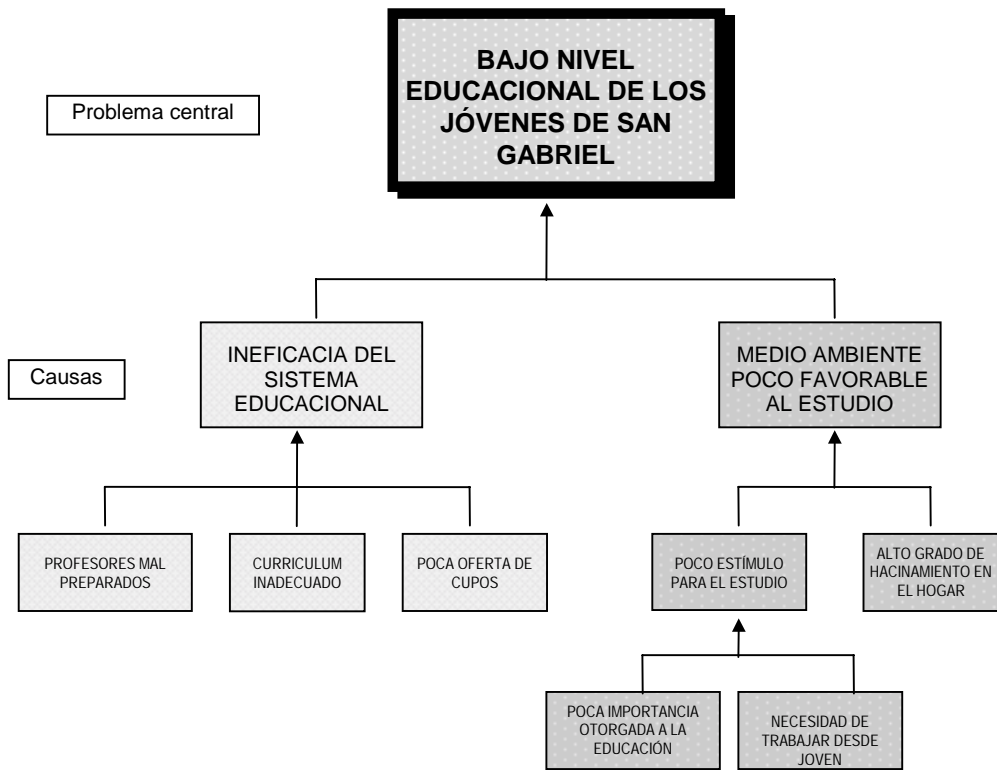 BAJO NIVEL
EDUCACIONAL DE LOS
JÓVENES DE SAN
GABRIEL
Problema central
INEFICACIA DEL
SISTEMA
EDUCACIONAL
MEDIO AMBIENTE
POCO FAVORABLE
AL ESTUDIO
Causas
PROFESORES MAL
PREPARADOS
CURRICULUM
INADECUADO
POCA OFERTA DE
CUPOS
POCO ESTÍMULO
PARA EL ESTUDIO
ALTO GRADO DE
HACINAMIENTO EN
EL HOGAR
POCA IMPORTANCIA
OTORGADA A LA
EDUCACIÓN
NECESIDAD DE
TRABAJAR DESDE
JOVEN